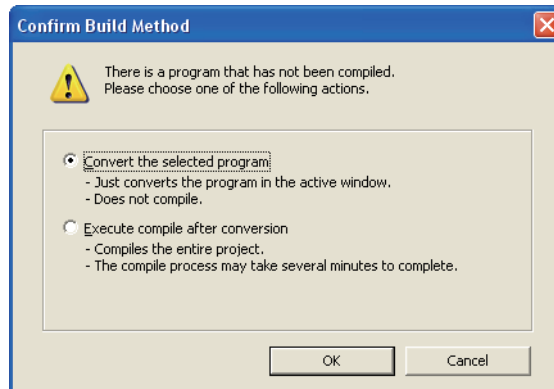 Confirm Build Method
There is a program that has not been compiled.
Please choose one of the following actions.
Convert the selected program
- Just converts the program in the active window.
- Does not compile.
Execute compile after conversion
- Compiles the entire project.
- The compile process may take several minutes to complete.
OK
Cancel